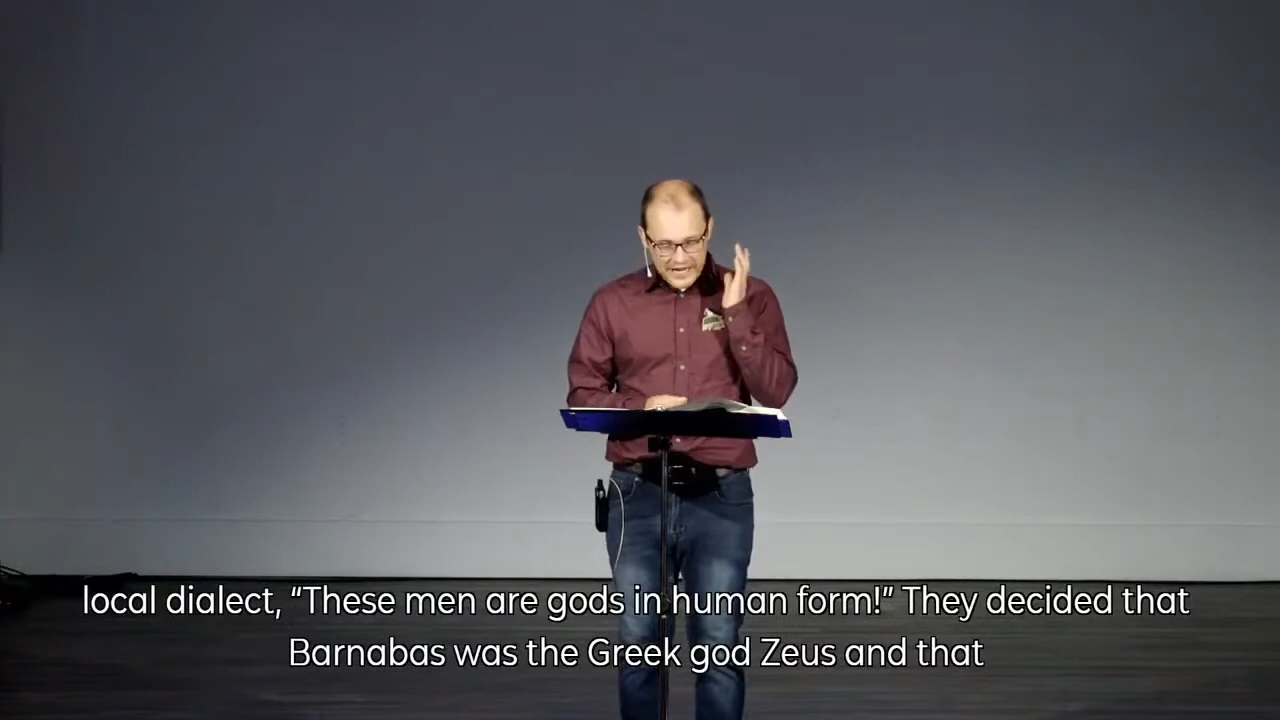 local dialect, “These men are gods in human form!” They decided that
Barnabas was the Greek god Zeus and that